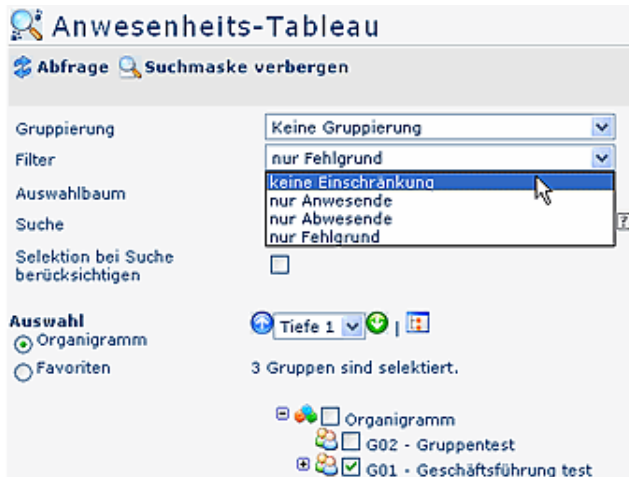 Anwesenheits-Tableau
Abfrage Suchmaske verbergen
Gruppierung Keine Gruppierung
Filter nur Fehlgrund
keine Einschränkung
Auswahlbaum nur Anwesende
nur Abwesende
Suche ?
nur Fehlgrund
Selektion bei Suche
berücksichtigen
Auswahl Tiefe 1 |
Organigramm
Favoriten 3 Gruppen sind selektiert.
Organigramm
G02 - Gruppentest
G01 - Geschäftsführung test